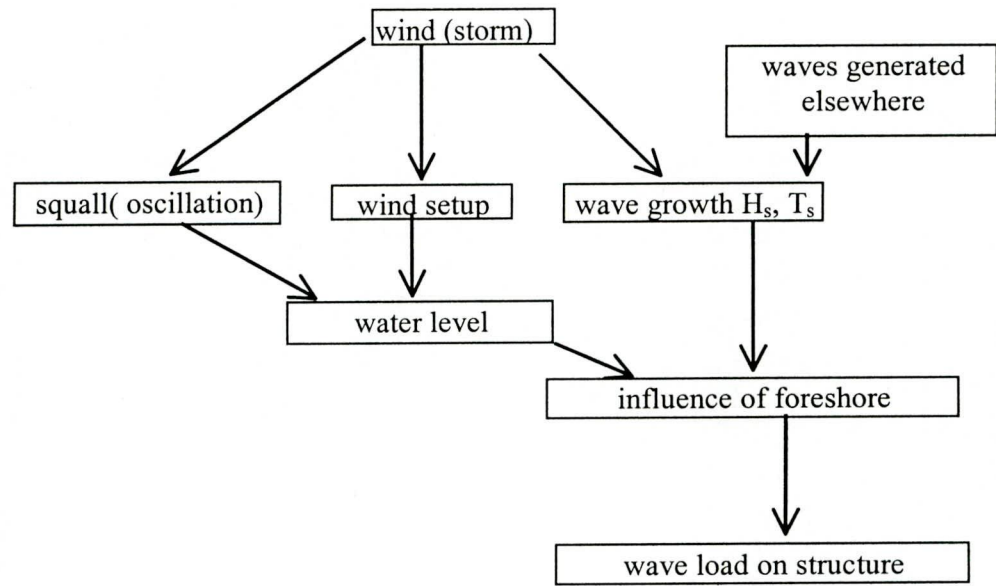 wind (storm)
waves generated
elsewhere
squall( oscillation)
wind setup
wave growth Hₛ, Tₛ
water level
influence of foreshore
wave load on structure